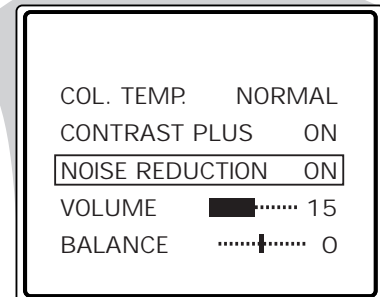 COL. TEMP. NORMAL
CONTRAST PLUS ON
NOISE REDUCTION ON
VOLUME 15
BALANCE 0